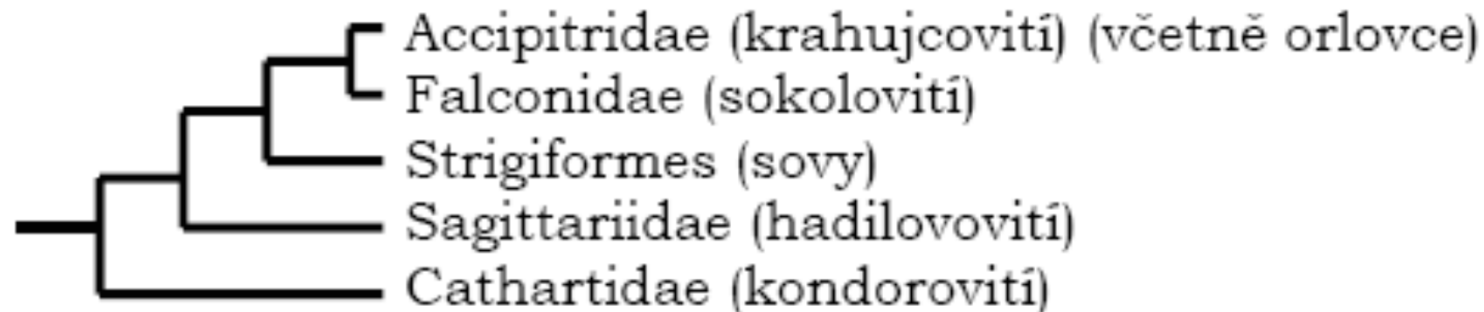 Accipitridae (krahujcovití) (včetně orlovce)
Falconidae (sokolovití)
Strigiformes (sovy)
Sagittariidae (hadilovovití)
Cathartidae (kondorovití)